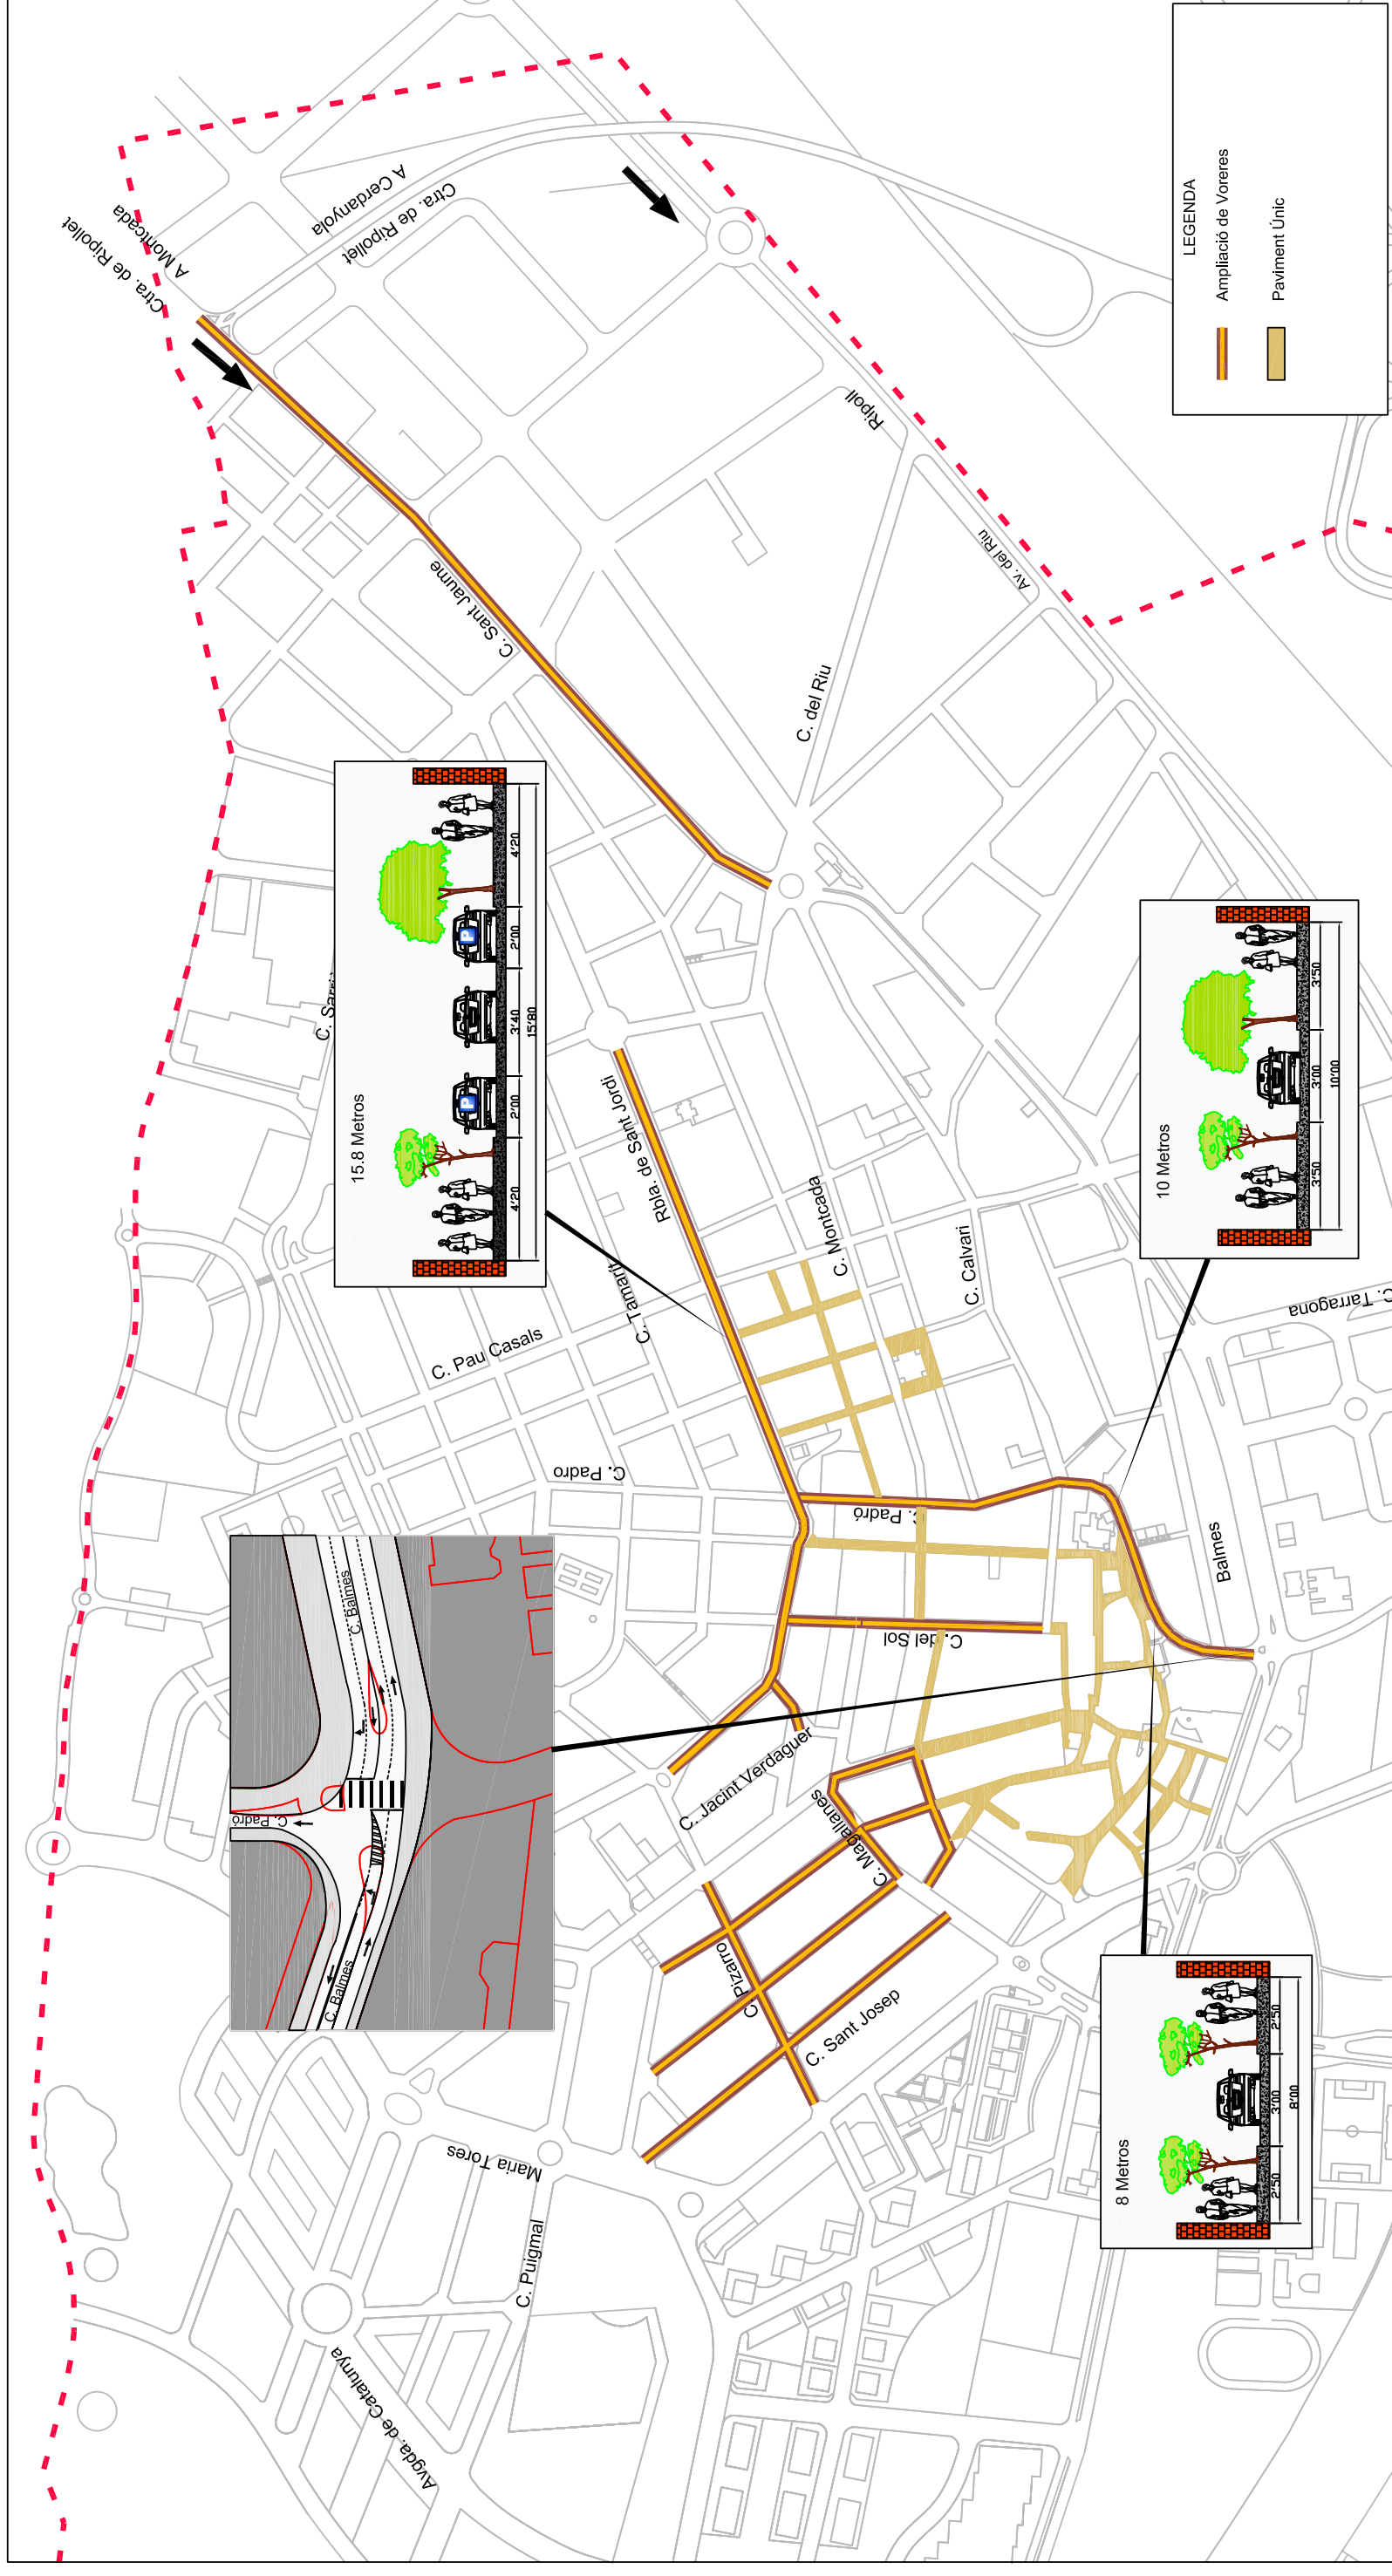 Ctra. de Ripollet
A Montcada
A Cerdanyola
Ctra. de Ripollet
LEGENDA
Ampliació de Voreres
Paviment Únic
Ripoll
Av. del Riu
C. Sant Jaume
C. del Riu
15.8 Metros
4'20
2'00
3'40
2'00
4'20
15'80
P
P
Rbla. de Sant Jordi
C. Tamarit
C. Pau Casals
C. Montcada
C. Calvari
10 Metros
3'50
3'00
3'50
10'00
C. Tarragona
C. Padro
C. Padró
C. del Sol
Balmes
C. Balmes
C. Padró
C. Balmes
C. Jacint Verdaguer
C. Magallanes
C. Pizarro
C. Sant Josep
8 Metros
2'50
3'00
2'50
8'00
Maria Tores
C. Puigmal
Avgda. de Catalunya